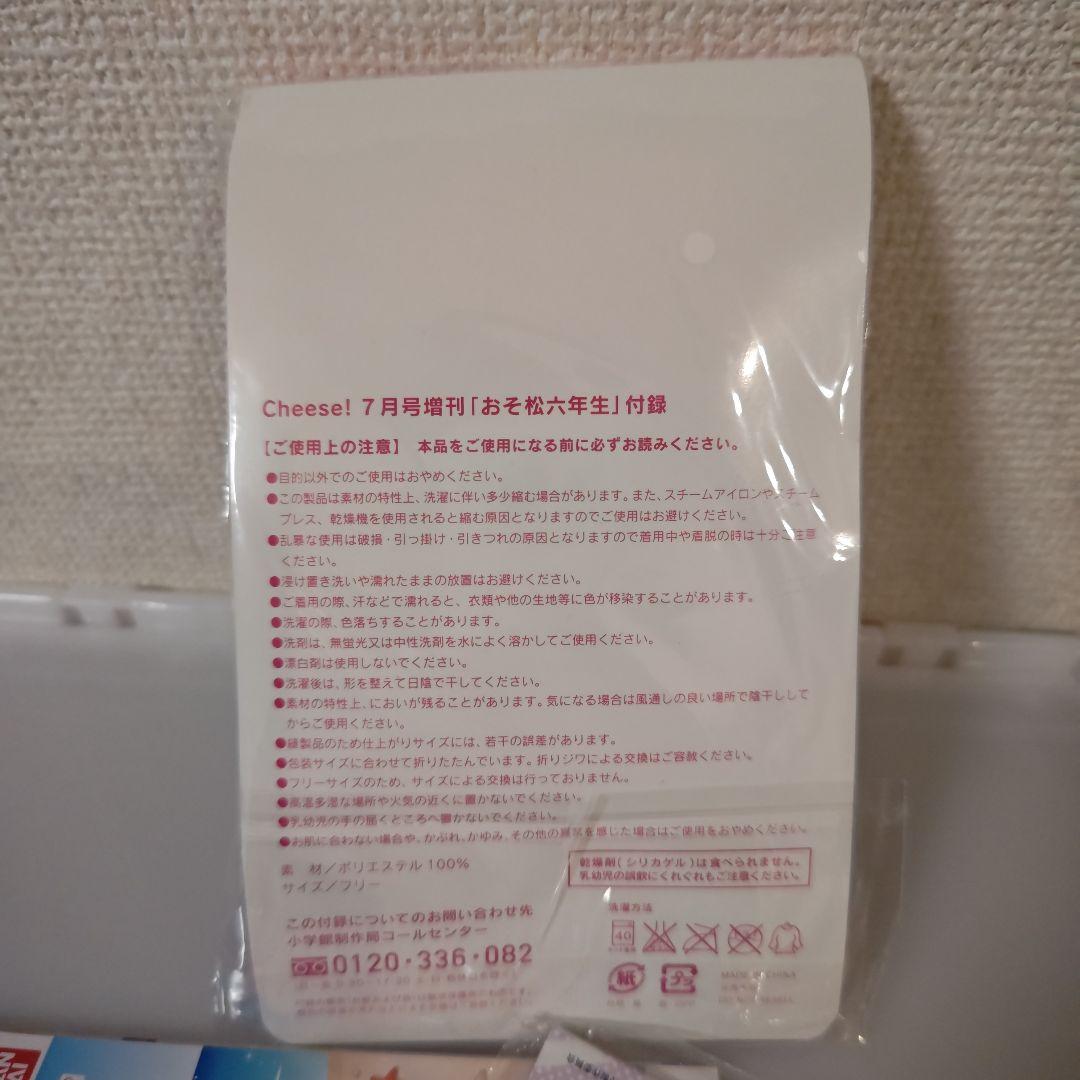 Cheese! 7月号増刊「おそ松六年生」付録
【ご使用上の注意】 本品をご使用になる前に必ずお読みください。
●目的以外でのご使用はおやめください。
●この製品は素材の特性上、洗濯に伴い多少縮む場合があります。また、スチームアイロンやスチーム
プレス、乾燥機を使用されると縮む原因となりますのでご使用はお避けください。
●乱暴な使用は破損・引っ掛け・引きつれの原因となりますので着用中や着脱の時は十分ご注意
ください。
●浸け置き洗いや濡れたままの放置はお避けください。
●ご着用の際、汗などで濡れると、衣類や他の生地等に色が移染することがあります。
●洗濯の際、色落ちすることがあります。
●洗剤は、無蛍光又は中性洗剤を水によく溶かしてご使用ください。
●漂白剤は使用しないでください。
●洗濯後は、形を整えて日陰で干してください。
●素材の特性上、においが残ることがあります。気になる場合は風通しの良い場所で陰干しして
からご使用ください。
●縫製品のため仕上がりサイズには、若干の誤差があります。
●包装サイズに合わせて折りたたんでいます。折りジワによる交換はご容赦ください。
●フリーサイズのため、サイズによる交換は行っておりません。
●高温多湿な場所や火気の近くに置かないでください。
●乳幼児の手の届くところへ置かないでください。
●お肌に合わない場合や、かぶれ、かゆみ、その他の異常を感じた場合はご使用をおやめください。
素 材/ポリエステル100%
サイズ/フリー
乾燥剤(シリカゲル)は食べられません。
乳幼児の誤飲にくれぐれもご注意ください。
この付録についてのお問い合わせ先
小学館制作局コールセンター
0120・336・082
洗濯方法
40
紙
プラ
MADE IN CHINA